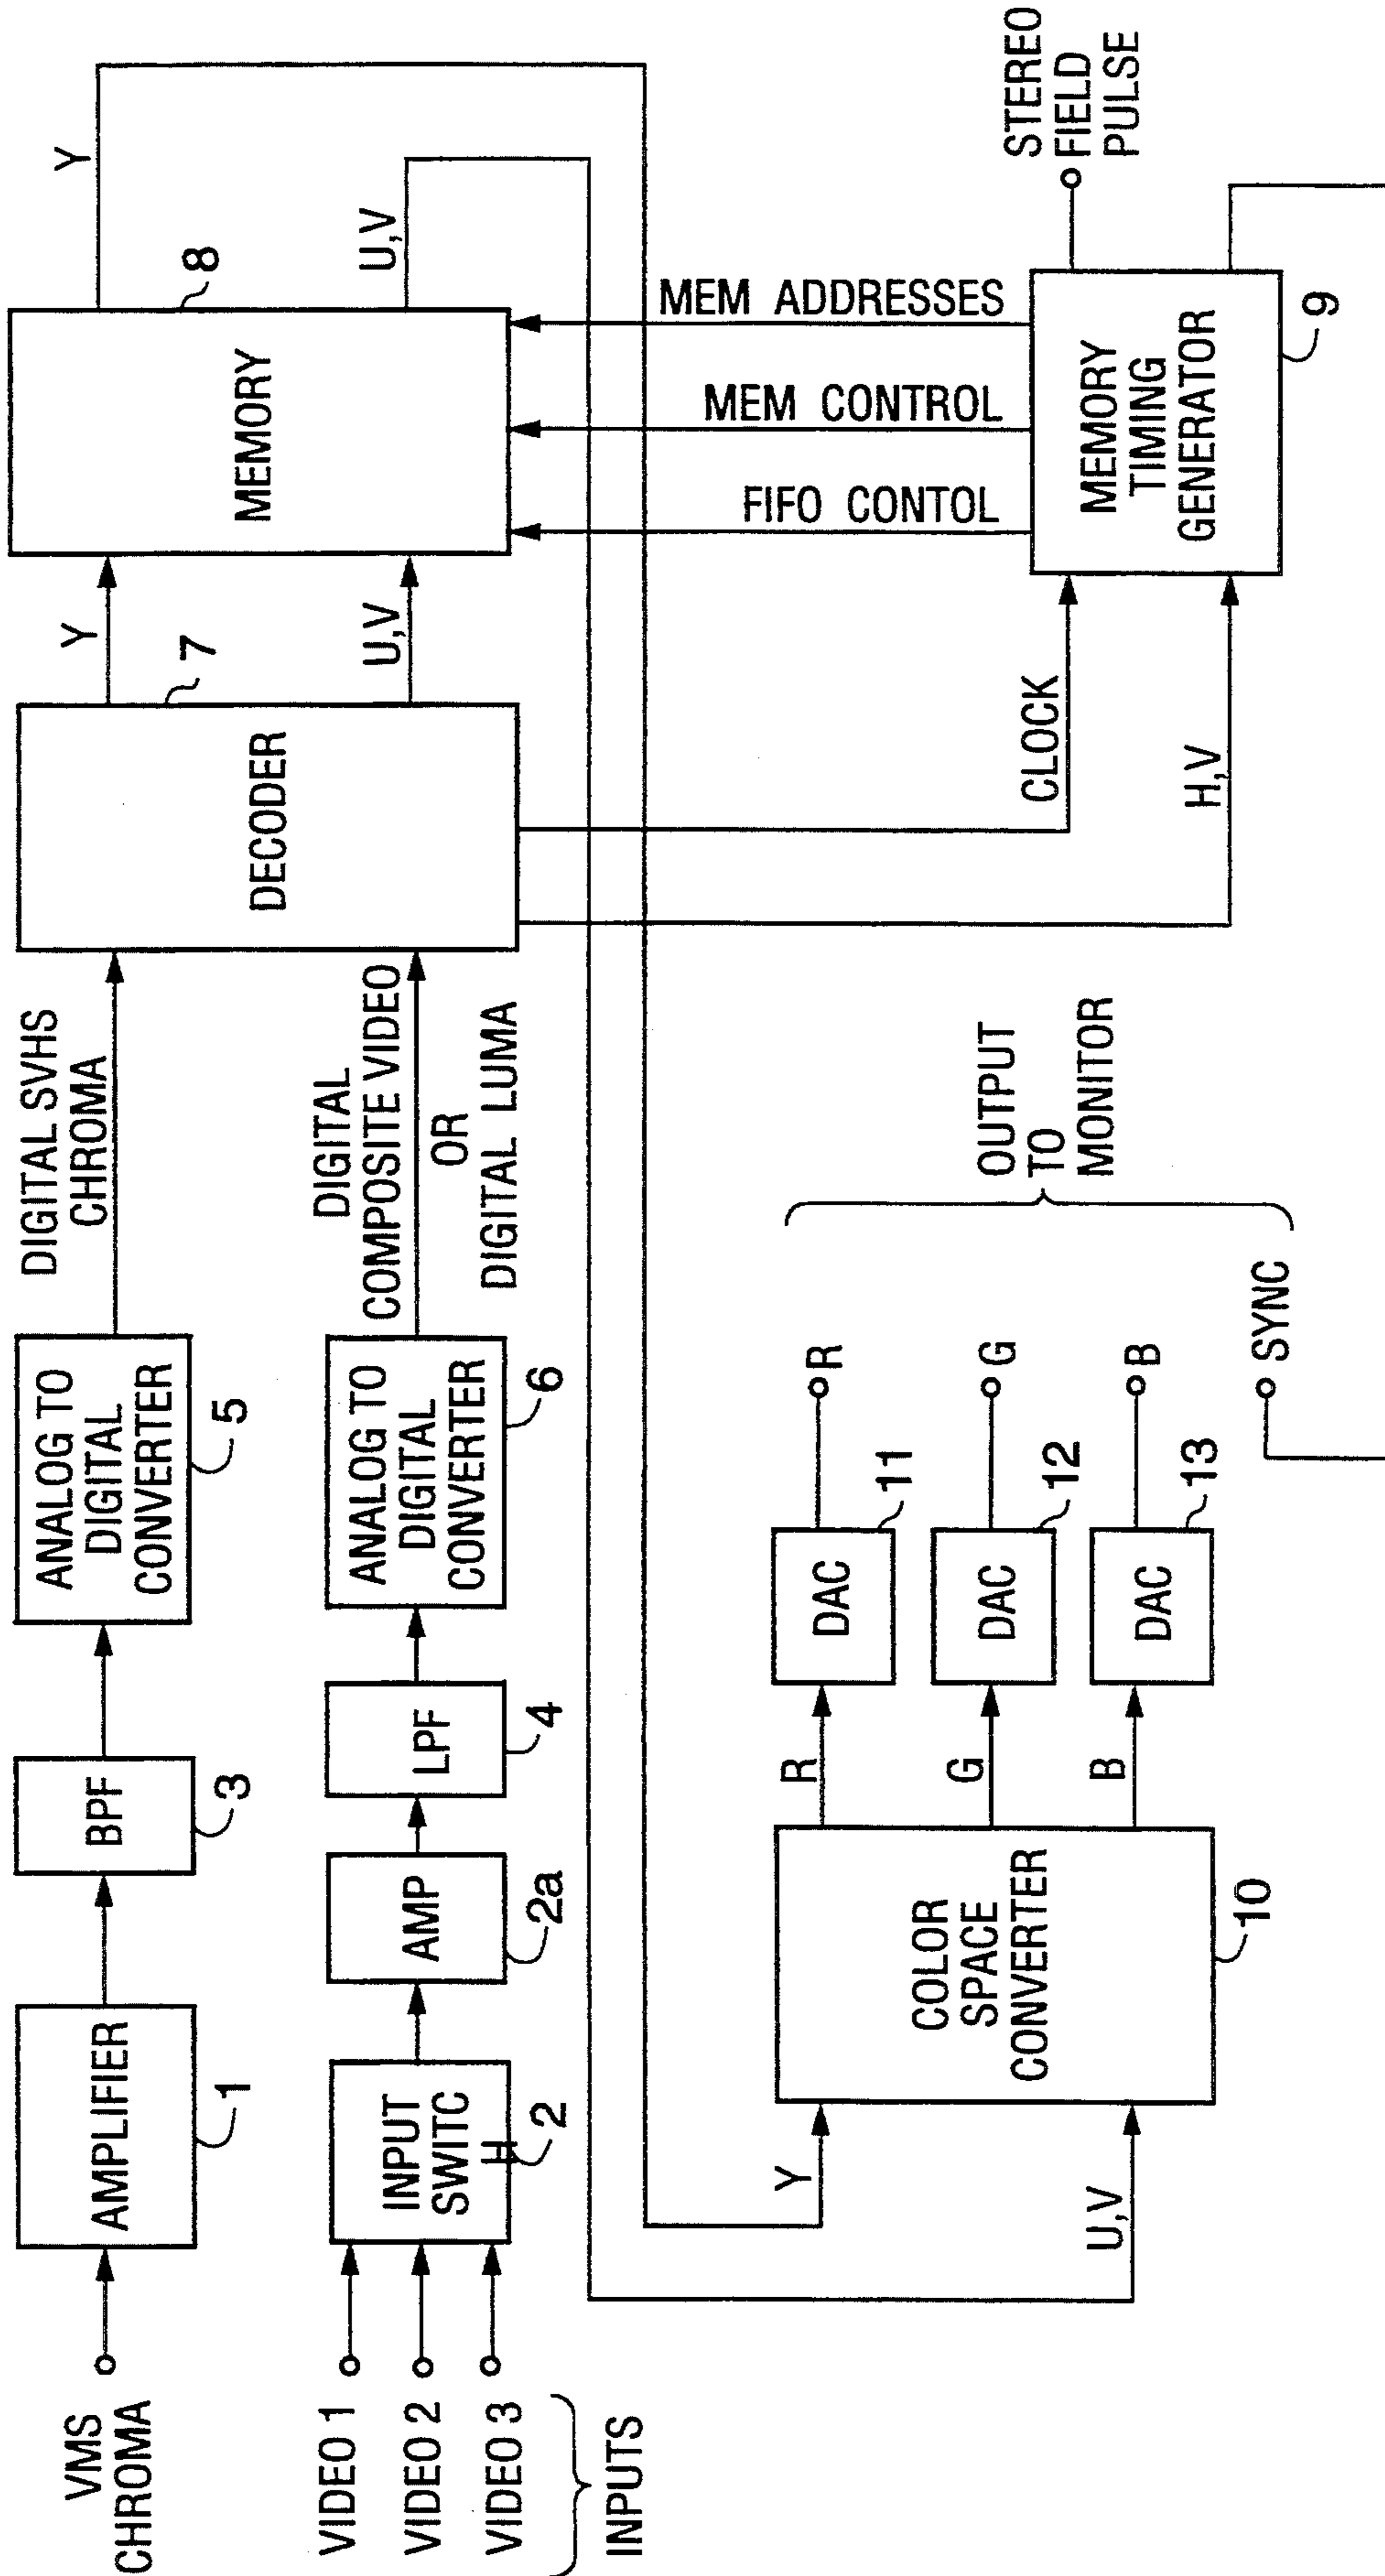 VMS
CHROMA
AMPLIFIER
1
BPF
3
ANALOG TO
DIGITAL
CONVERTER
5
DIGITAL SVHS
CHROMA
VIDEO 1
VIDEO 2
VIDEO 3
INPUTS
INPUT
SWITC
H
2
AMP
2a
LPF
4
ANALOG TO
DIGITAL
CONVERTER
6
DIGITAL
COMPOSITE VIDEO
OR
DIGITAL LUMA
DECODER
7
Y
U,V
MEMORY
8
Y
U,V
CLOCK
H,V
FIFO CONTOL
MEM CONTROL
MEM ADDRESSES
MEMORY
TIMING
GENERATOR
9
STEREO
FIELD
PULSE
Y
U,V
COLOR
SPACE
CONVERTER
10
R
G
B
DAC
11
DAC
12
DAC
13
R
G
B
SYNC
OUTPUT
TO
MONITOR